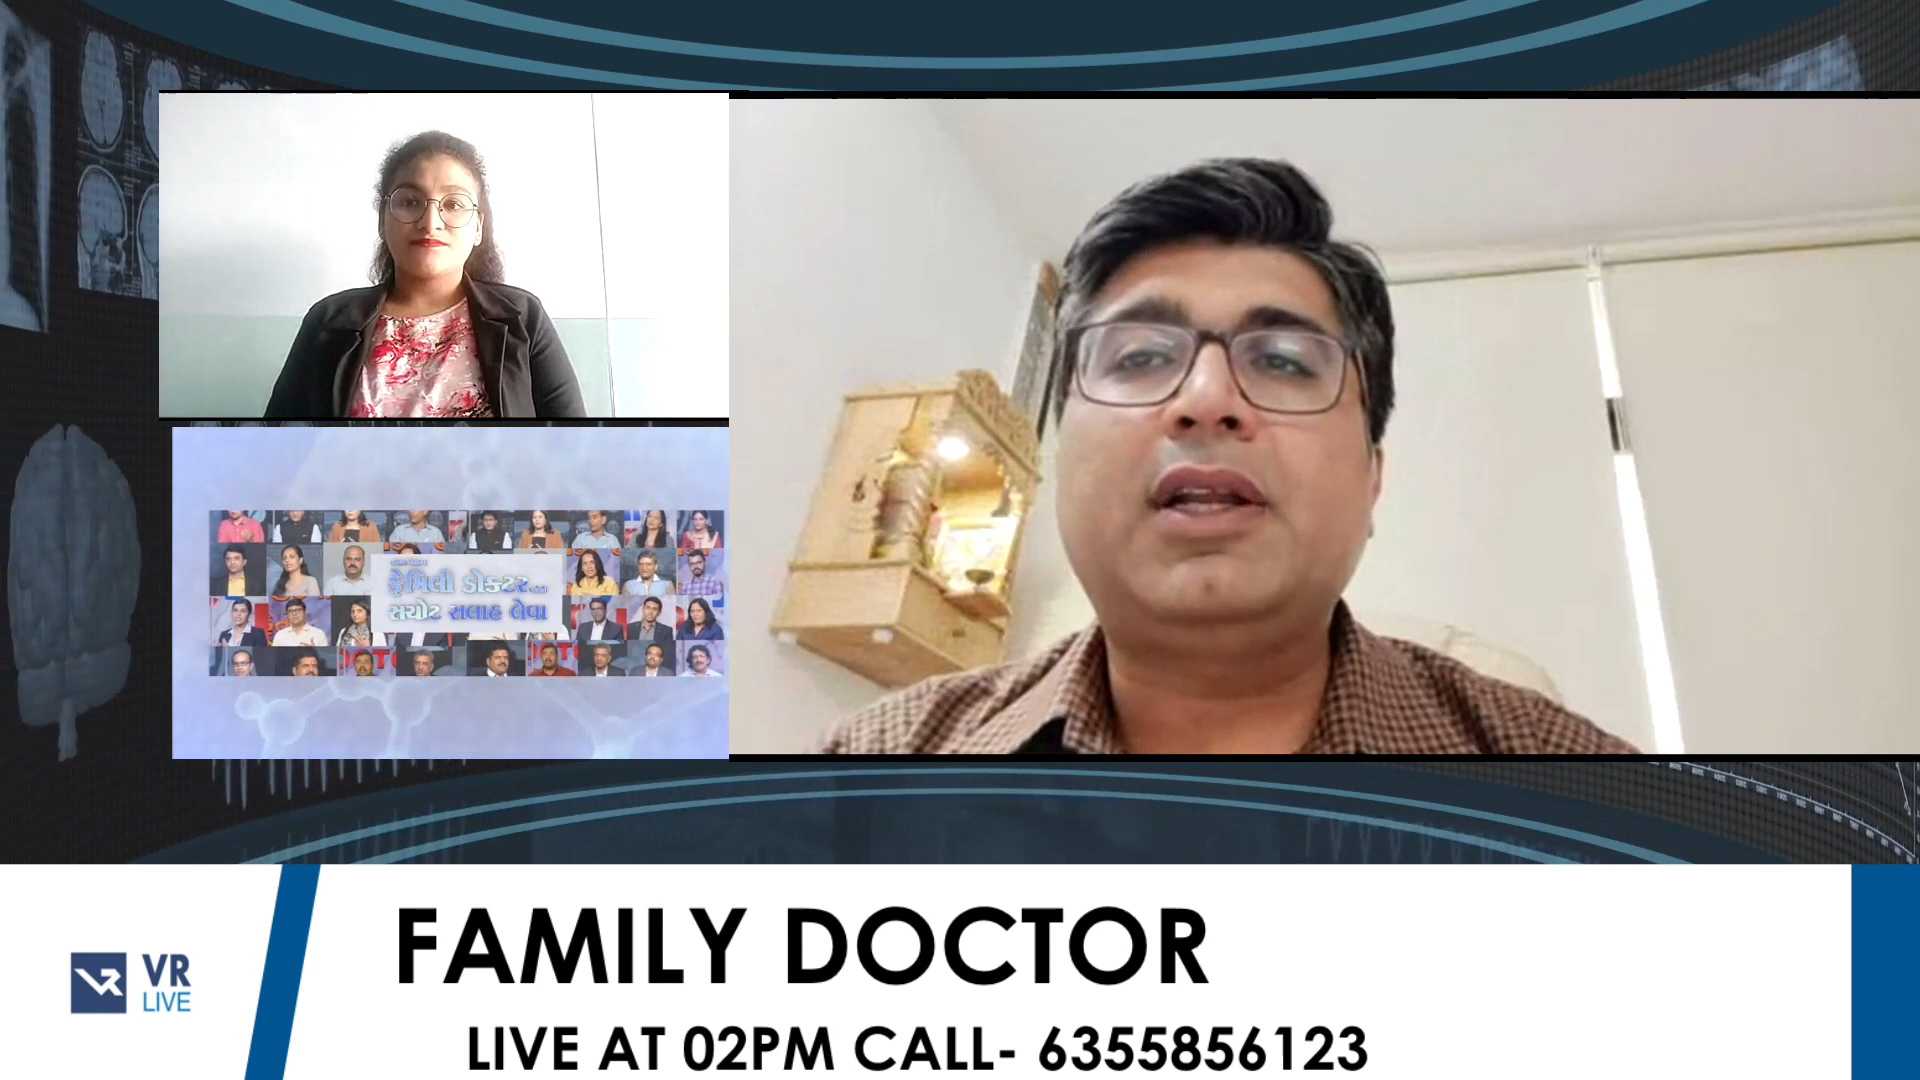 ફેમિલી ડોક્ટર
સચોટ સલાહ લેવા
VR
LIVE
FAMILY DOCTOR
LIVE AT 02PM CALL- 6355856123